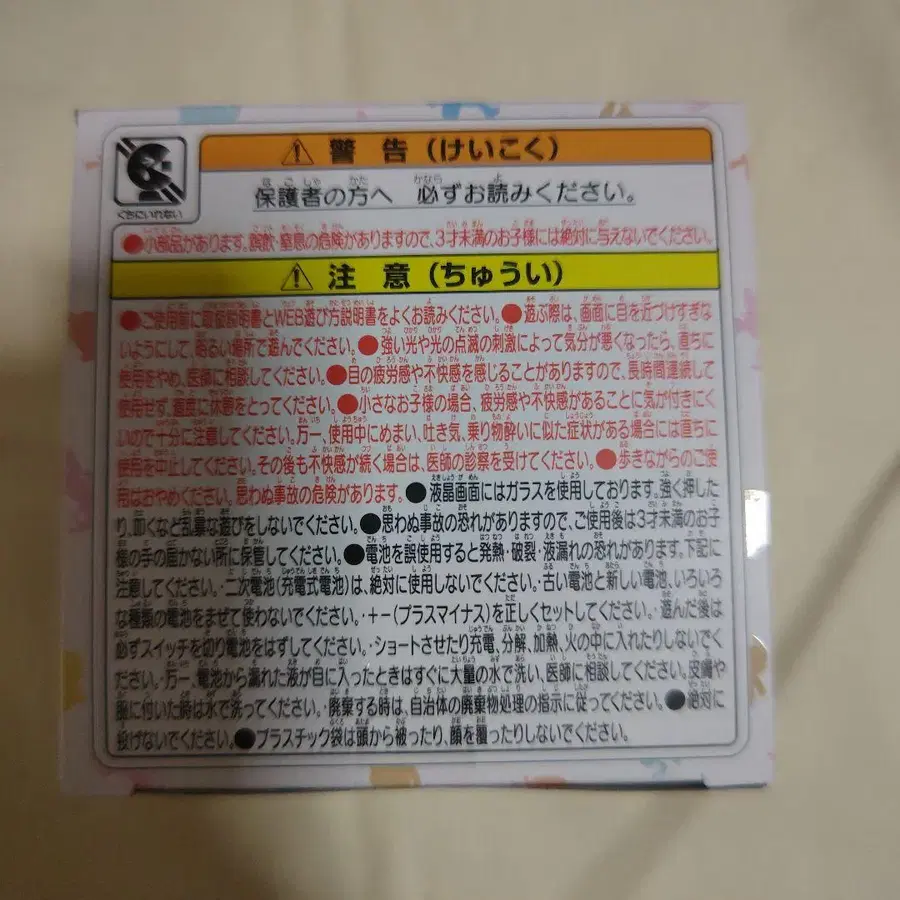 ⚠警告(けいこく)
くちにいれない
保護者の方へ 必ずお読みください。
●小部品があります。誤飲・窒息の危険がありますので、3才未満のお子様には絶対に与えないでください。
⚠注意(ちゅうい)
●ご使用前に取扱説明書とWEB遊び方説明書をよくお読みください。●遊ぶ際は、画面に目を近づけすぎな
いようにして、明るい場所で遊んでください。●強い光や光の点滅の刺激によって気分が悪くなったら、直ちに
使用をやめ、医師に相談してください。●目の疲労感や不快感を感じることがありますので、長時間連続して
使用せず、適度に休憩をとってください。●小さなお子様の場合、疲労感や不快感があることに気が付きにく
いので十分に注意してください。万一、使用中にめまい、吐き気、乗り物酔いに似た症状がある場合には直ちに
使用を中止してください。その後も不快感が続く場合は、医師の診察を受けてください。●歩きながらのご使
用はおやめください。思わぬ事故の危険があります。●液晶画面にはガラスを使用しております。強く押した
り、叩くなど乱暴な遊びをしないでください。●思わぬ事故の恐れがありますので、ご使用後は3才未満のお子
様の手の届かない所に保管してください。●電池を誤使用すると発熱・破裂・液漏れの恐れがあります。下記に
注意してください。・二次電池(充電式電池)は、絶対に使用しないでください。・古い電池と新しい電池、いろいろ
な種類の電池をまぜて使わないでください。・+-(プラスマイナス)を正しくセットしてください。・遊んだ後は
必ずスイッチを切り電池をはずしてください。・ショートさせたり充電、分解、加熱、火の中に入れたりしないでく
ださい。・万一、電池から漏れた液が目に入ったときはすぐに大量の水で洗い、医師に相談してください。皮膚や
服に付いた時は水で洗ってください。・廃棄する時は、自治体の廃棄物処理の指示に従ってください。●絶対に
投げないでください。●プラスチック袋は頭から被ったり、顔を覆ったりしないでください。